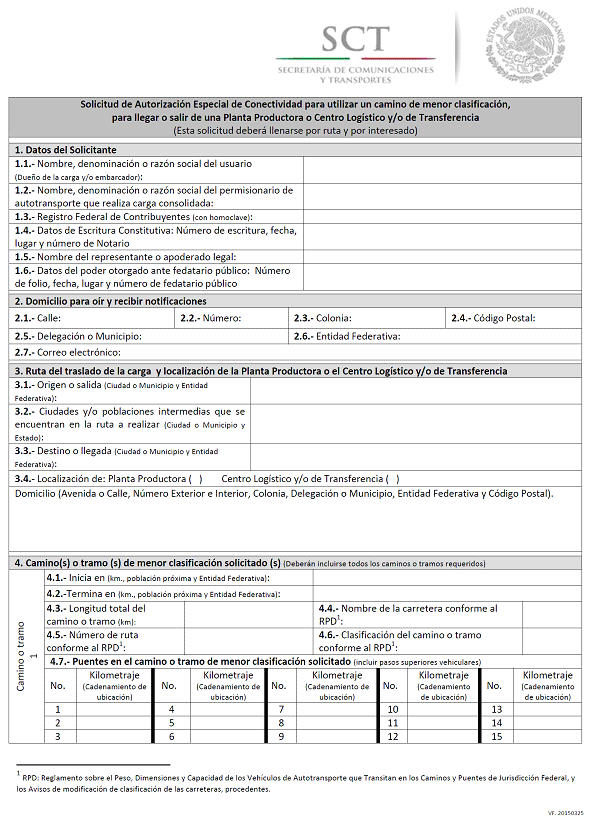 SCT
SECRETARÍA DE COMUNICACIONES
Y TRANSPORTES
ESTADOS UNIDOS MEXICANOS
Solicitud de Autorización Especial de Conectividad para utilizar un camino de menor clasificación,
para llegar o salir de una Planta Productora o Centro Logístico y/o de Transferencia
(Esta solicitud deberá llenarse por ruta y por interesado)
1. Datos del Solicitante
1.1.- Nombre, denominación o razón social del usuario
(Dueño de la carga y/o embarcador):
1.2.- Nombre, denominación o razón social del permisionario de
autotransporte que realiza carga consolidada:
1.3.- Registro Federal de Contribuyentes (con homoclave):
1.4.- Datos de Escritura Constitutiva: Número de escritura, fecha,
lugar y número de Notario
1.5.- Nombre del representante o apoderado legal:
1.6.- Datos del poder otorgado ante fedatario público: Número
de folio, fecha, lugar y número de fedatario público
2. Domicilio para oír y recibir notificaciones
2.1.- Calle: 2.2.- Número: 2.3.- Colonia: 2.4.- Código Postal:
2.5.- Delegación o Municipio: 2.6.- Entidad Federativa:
2.7.- Correo electrónico:
3. Ruta del traslado de la carga y localización de la Planta Productora o el Centro Logístico y/o de Transferencia
3.1.- Origen o salida (Ciudad o Municipio y Entidad
Federativa):
3.2.- Ciudades y/o poblaciones intermedias que se
encuentran en la ruta a realizar (Ciudad o Municipio y
Estado):
3.3.- Destino o llegada (Ciudad o Municipio y Entidad
Federativa):
3.4.- Localización de: Planta Productora ( ) Centro Logístico y/o de Transferencia ( )
Domicilio (Avenida o Calle, Número Exterior e Interior, Colonia, Delegación o Municipio, Entidad Federativa y Código Postal).
4. Camino(s) o tramo (s) de menor clasificación solicitado (s) (Deberán incluirse todos los caminos o tramos requeridos)
Camino o tramo
1
4.1.- Inicia en (km., población próxima y Entidad Federativa):
4.2.-Termina en (km., población próxima y Entidad Federativa):
4.3.- Longitud total del
camino o tramo (km):
4.4.- Nombre de la carretera conforme al
RPD1:
4.5.- Número de ruta
conforme al RPD1:
4.6.- Clasificación del camino o tramo
conforme al RPD1:
4.7.- Puentes en el camino o tramo de menor clasificación solicitado (incluir pasos superiores vehiculares)
No. Kilometraje No. Kilometraje No. Kilometraje No. Kilometraje No. Kilometraje
(Cadenamiento de (Cadenamiento de (Cadenamiento de (Cadenamiento de (Cadenamiento de
ubicación) ubicación) ubicación) ubicación) ubicación)
1 4 7 10 13
2 5 8 11 14
3 6 9 12 15
1 RPD: Reglamento sobre el Peso, Dimensiones y Capacidad de los Vehículos de Autotransporte que Transitan en los Caminos y Puentes de Jurisdicción Federal, y
los Avisos de modificación de clasificación de las carreteras, procedentes.
VF. 20150325